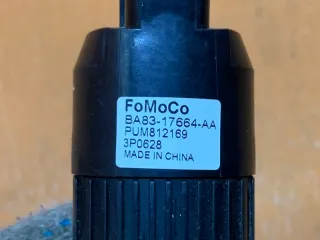 FoMoCo
BA83-17664-AA
PUM812169
3P0628
MADE IN CHINA